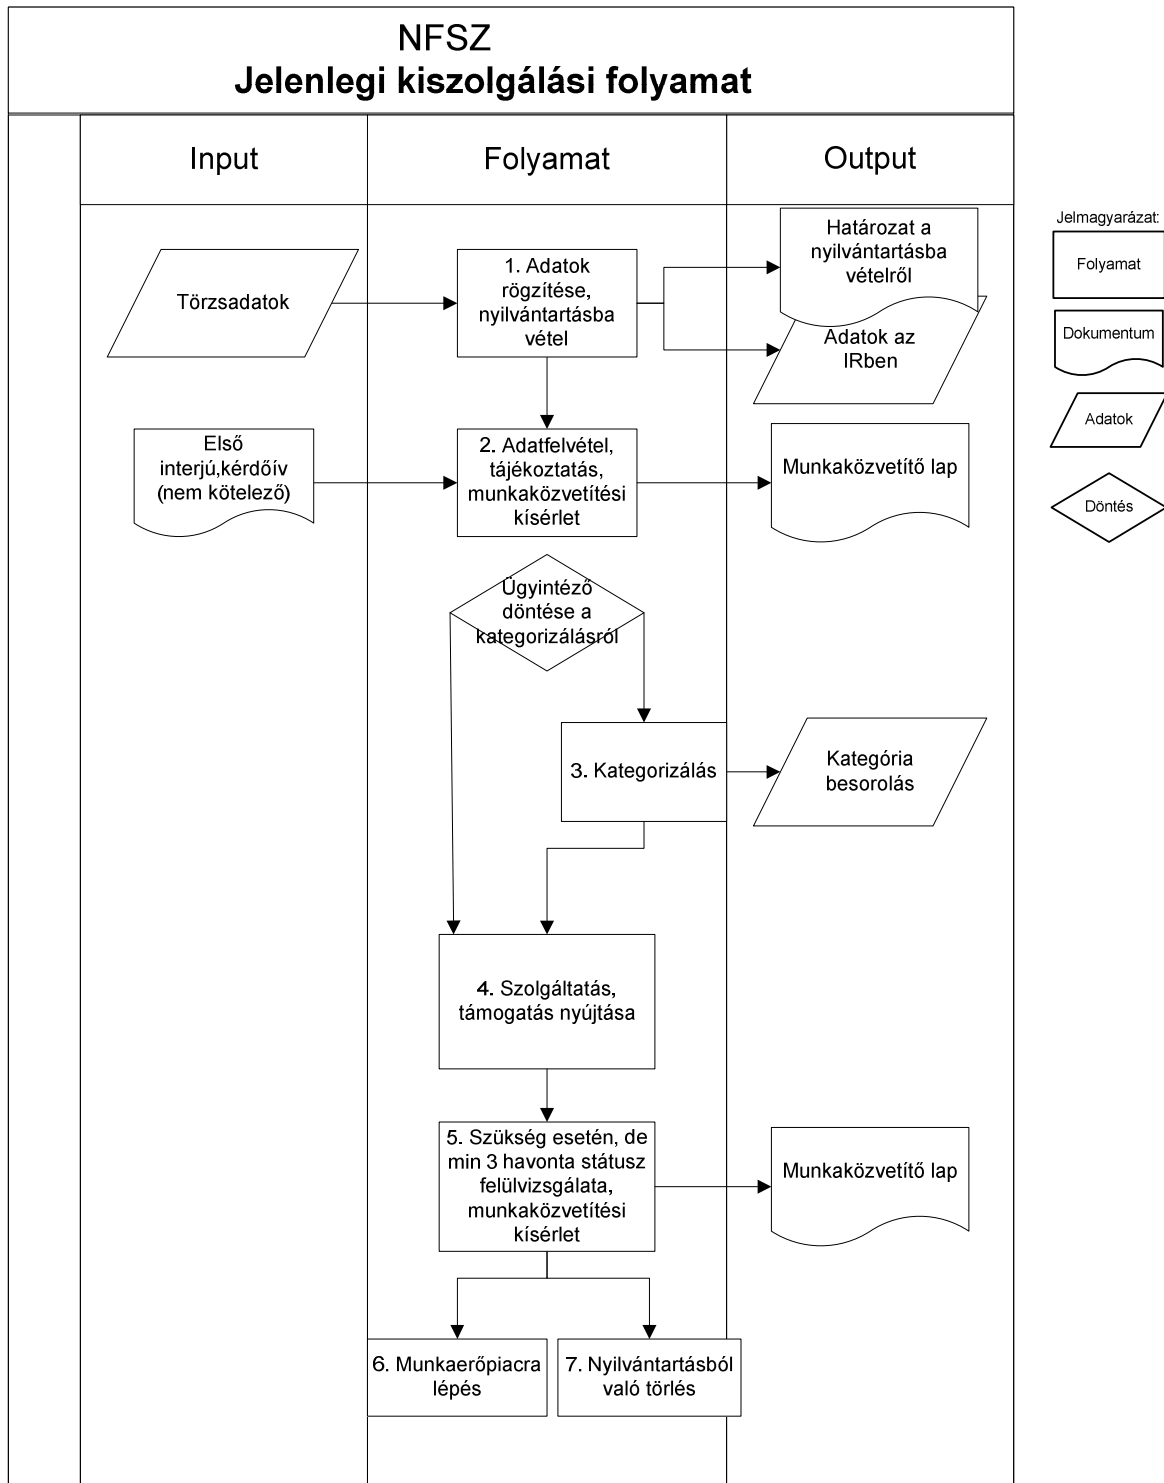 NFSZ
Jelenlegi kiszolgálási folyamat
Input
Folyamat
Output
Törzsadatok
1. Adatok
rögzítése,
nyilvántartásba
vétel
Határozat a
nyilvántartásba
vételről
Adatok az
IRben
Első
interjú,kérdőív
(nem kötelező)
2. Adatfelvétel,
tájékoztatás,
munkaközvetítési
kísérlet
Munkaközvetítő lap
Ügyintéző
döntése a
kategorizálásról
3. Kategorizálás
Kategória
besorolás
4. Szolgáltatás,
támogatás nyújtása
5. Szükség esetén, de
min 3 havonta státusz
felülvizsgálata,
munkaközvetítési
kísérlet
Munkaközvetítő lap
6. Munkaerőpiacra
lépés
7. Nyilvántartásból
való törlés
Jelmagyarázat:
Folyamat
Dokumentum
Adatok
Döntés